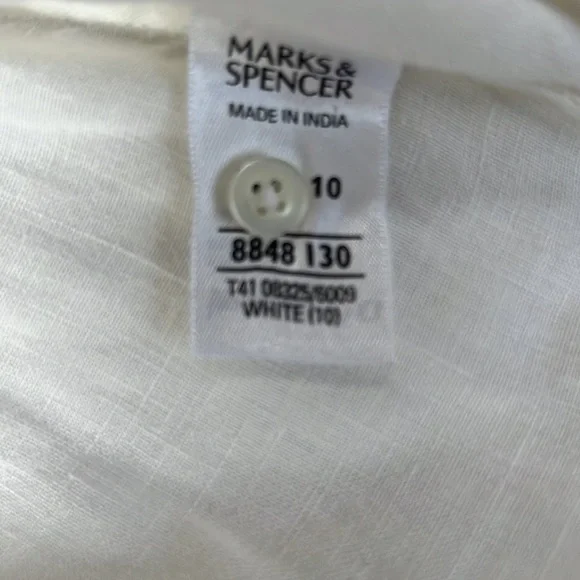 MARKS &
SPENCER
MADE IN INDIA
10
8848 130
T41 08325/6009
WHITE (10)